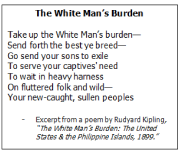 The White Man's Burden
Take up the White Man's burden—
Send forth the best ye breed—
Go send your sons to exile
To serve your captives' need
To wait in heavy harness
On fluttered folk and wild—
Your new-caught, sullen peoples
- Excerpt from a poem by Rudyard Kipling,
"The White Man's Burden: The United
States & the Philippine Islands, 1899."